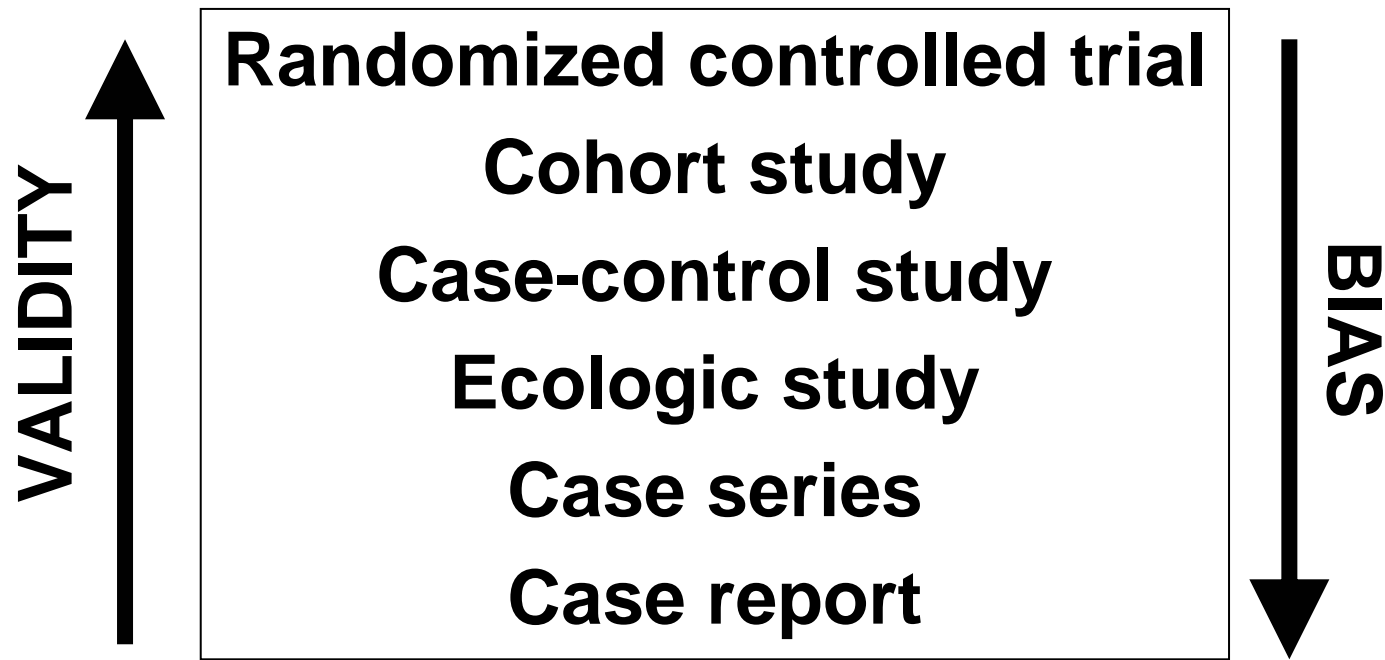 VALIDITY
Randomized controlled trial
Cohort study
Case-control study
Ecologic study
Case series
Case report
BIAS